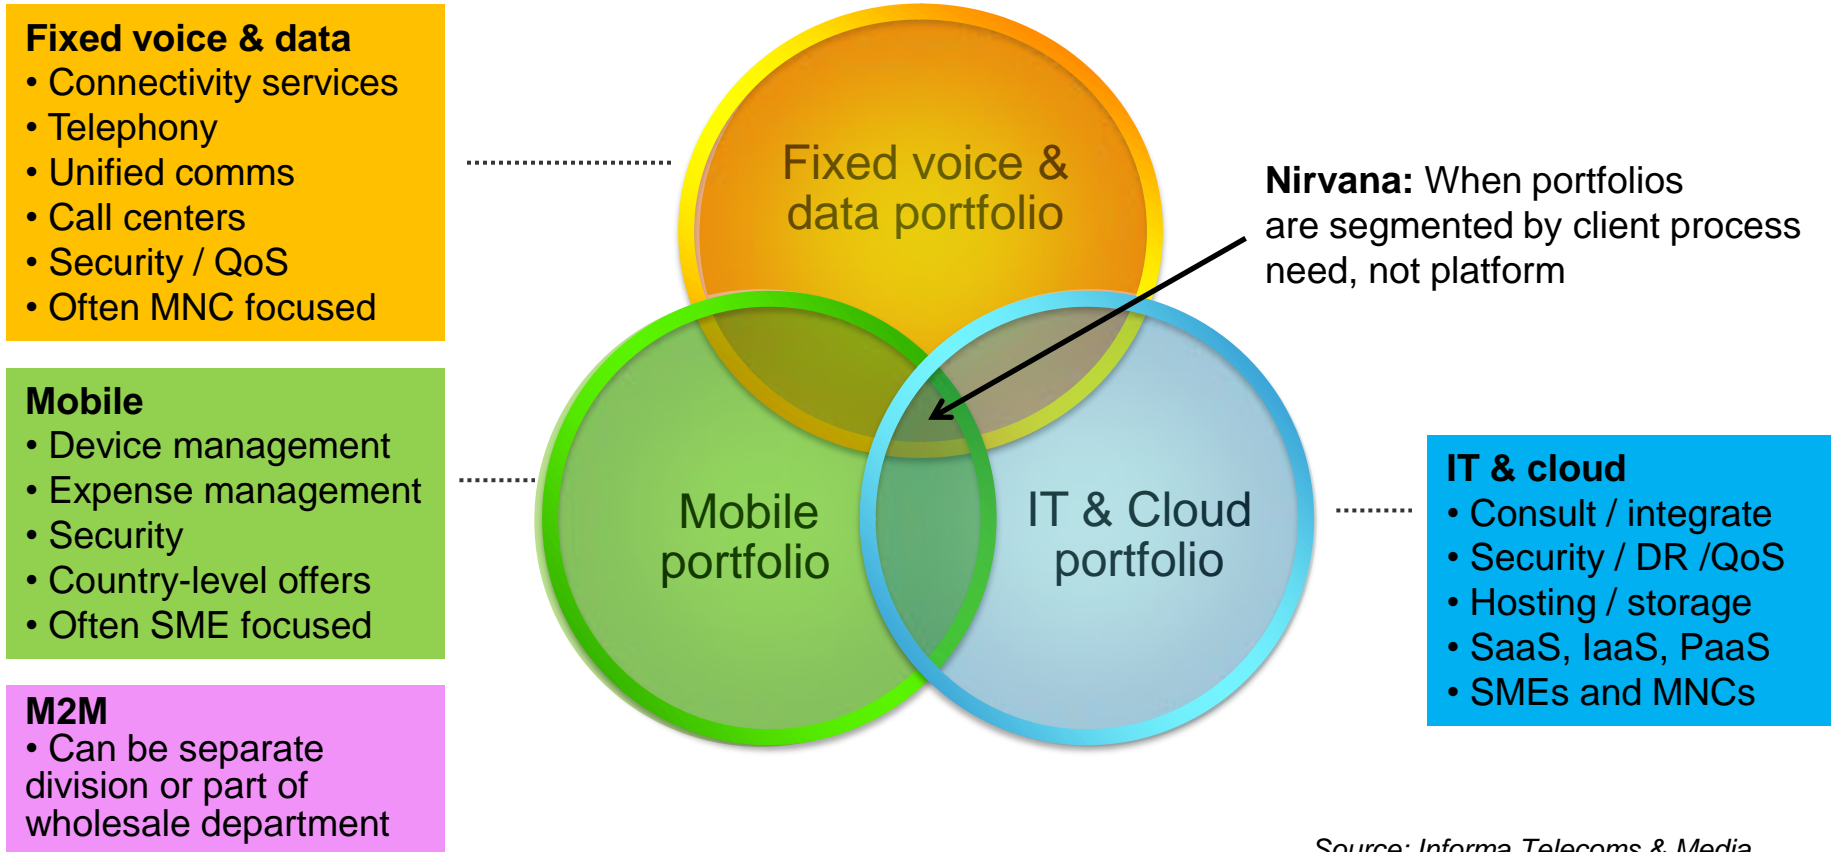 Fixed voice & data
• Connectivity services
• Telephony
• Unified comms
• Call centers
• Security / QoS
• Often MNC focused
Mobile
• Device management
• Expense management
• Security
• Country-level offers
• Often SME focused
M2M
• Can be separate
division or part of
wholesale department
Fixed voice &
data portfolio
Mobile
portfolio
IT & Cloud
portfolio
Nirvana: When portfolios
are segmented by client process
need, not platform
IT & cloud
• Consult / integrate
• Security / DR /QoS
• Hosting / storage
• SaaS, IaaS, PaaS
• SMEs and MNCs
Source: Informa Telecoms & Media